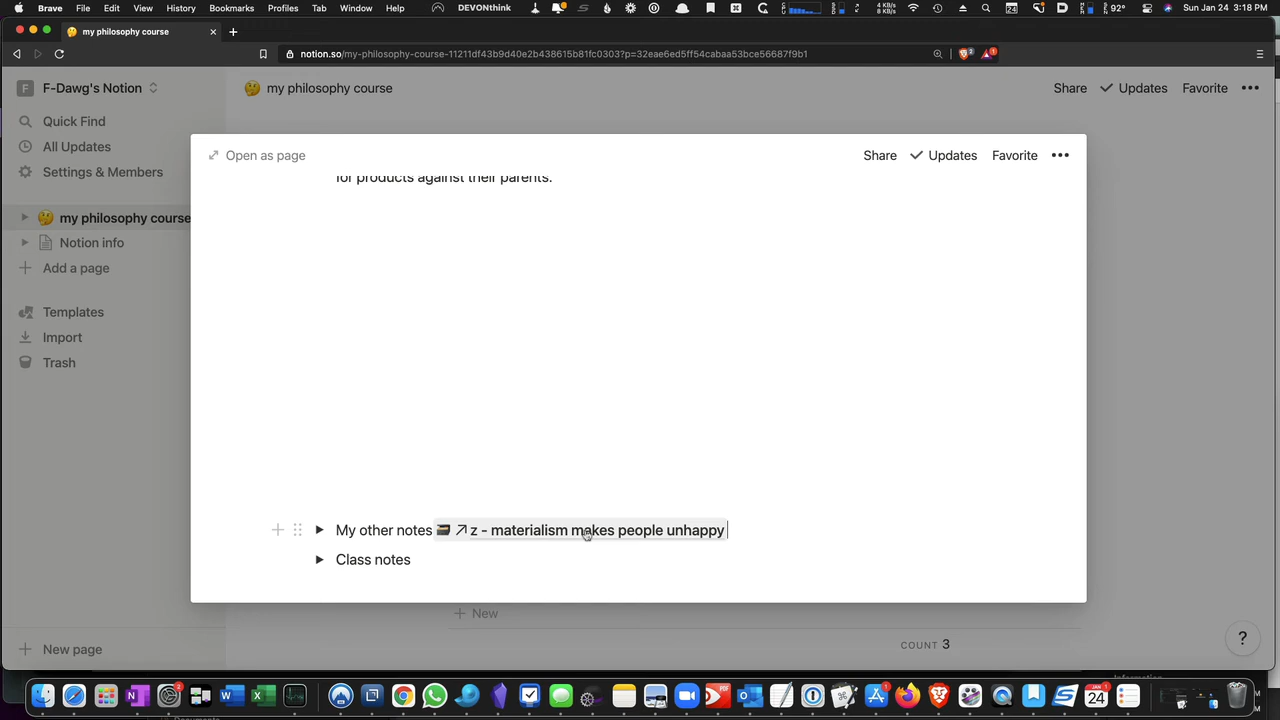 Brave File Edit View History Bookmarks Profiles Tab Window Help DEVONthink 92° Sun Jan 24 3:18 PM
my philosophy course
notion.so/my-philosophy-course-11211df43b9d40e2b438615b81fc0303?p=32eae6ed5ff54cabaa53bce56687f9b1
F F-Dawg's Notion
my philosophy course
Share Updates Favorite
Quick Find
All Updates
Settings & Members
my philosophy course
Notion info
Add a page
Templates
Import
Trash
New page
Open as page
Share Updates Favorite
for products against their parents.
My other notes z - materialism makes people unhappy
Class notes
New
COUNT 3
?